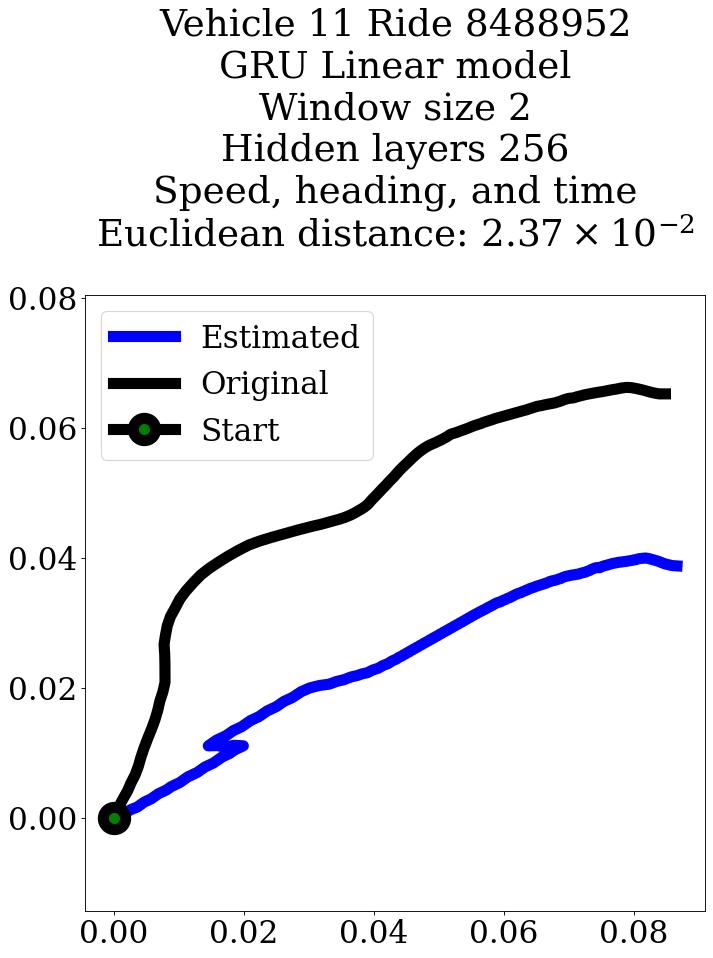 Vehicle 11 Ride 8488952
GRU Linear model
Window size 2
Hidden layers 256
Speed, heading, and time
Euclidean distance: 2.37 × 10⁻²
0.08
0.06
0.04
0.02
0.00
Estimated
Original
Start
0.00 0.02 0.04 0.06 0.08